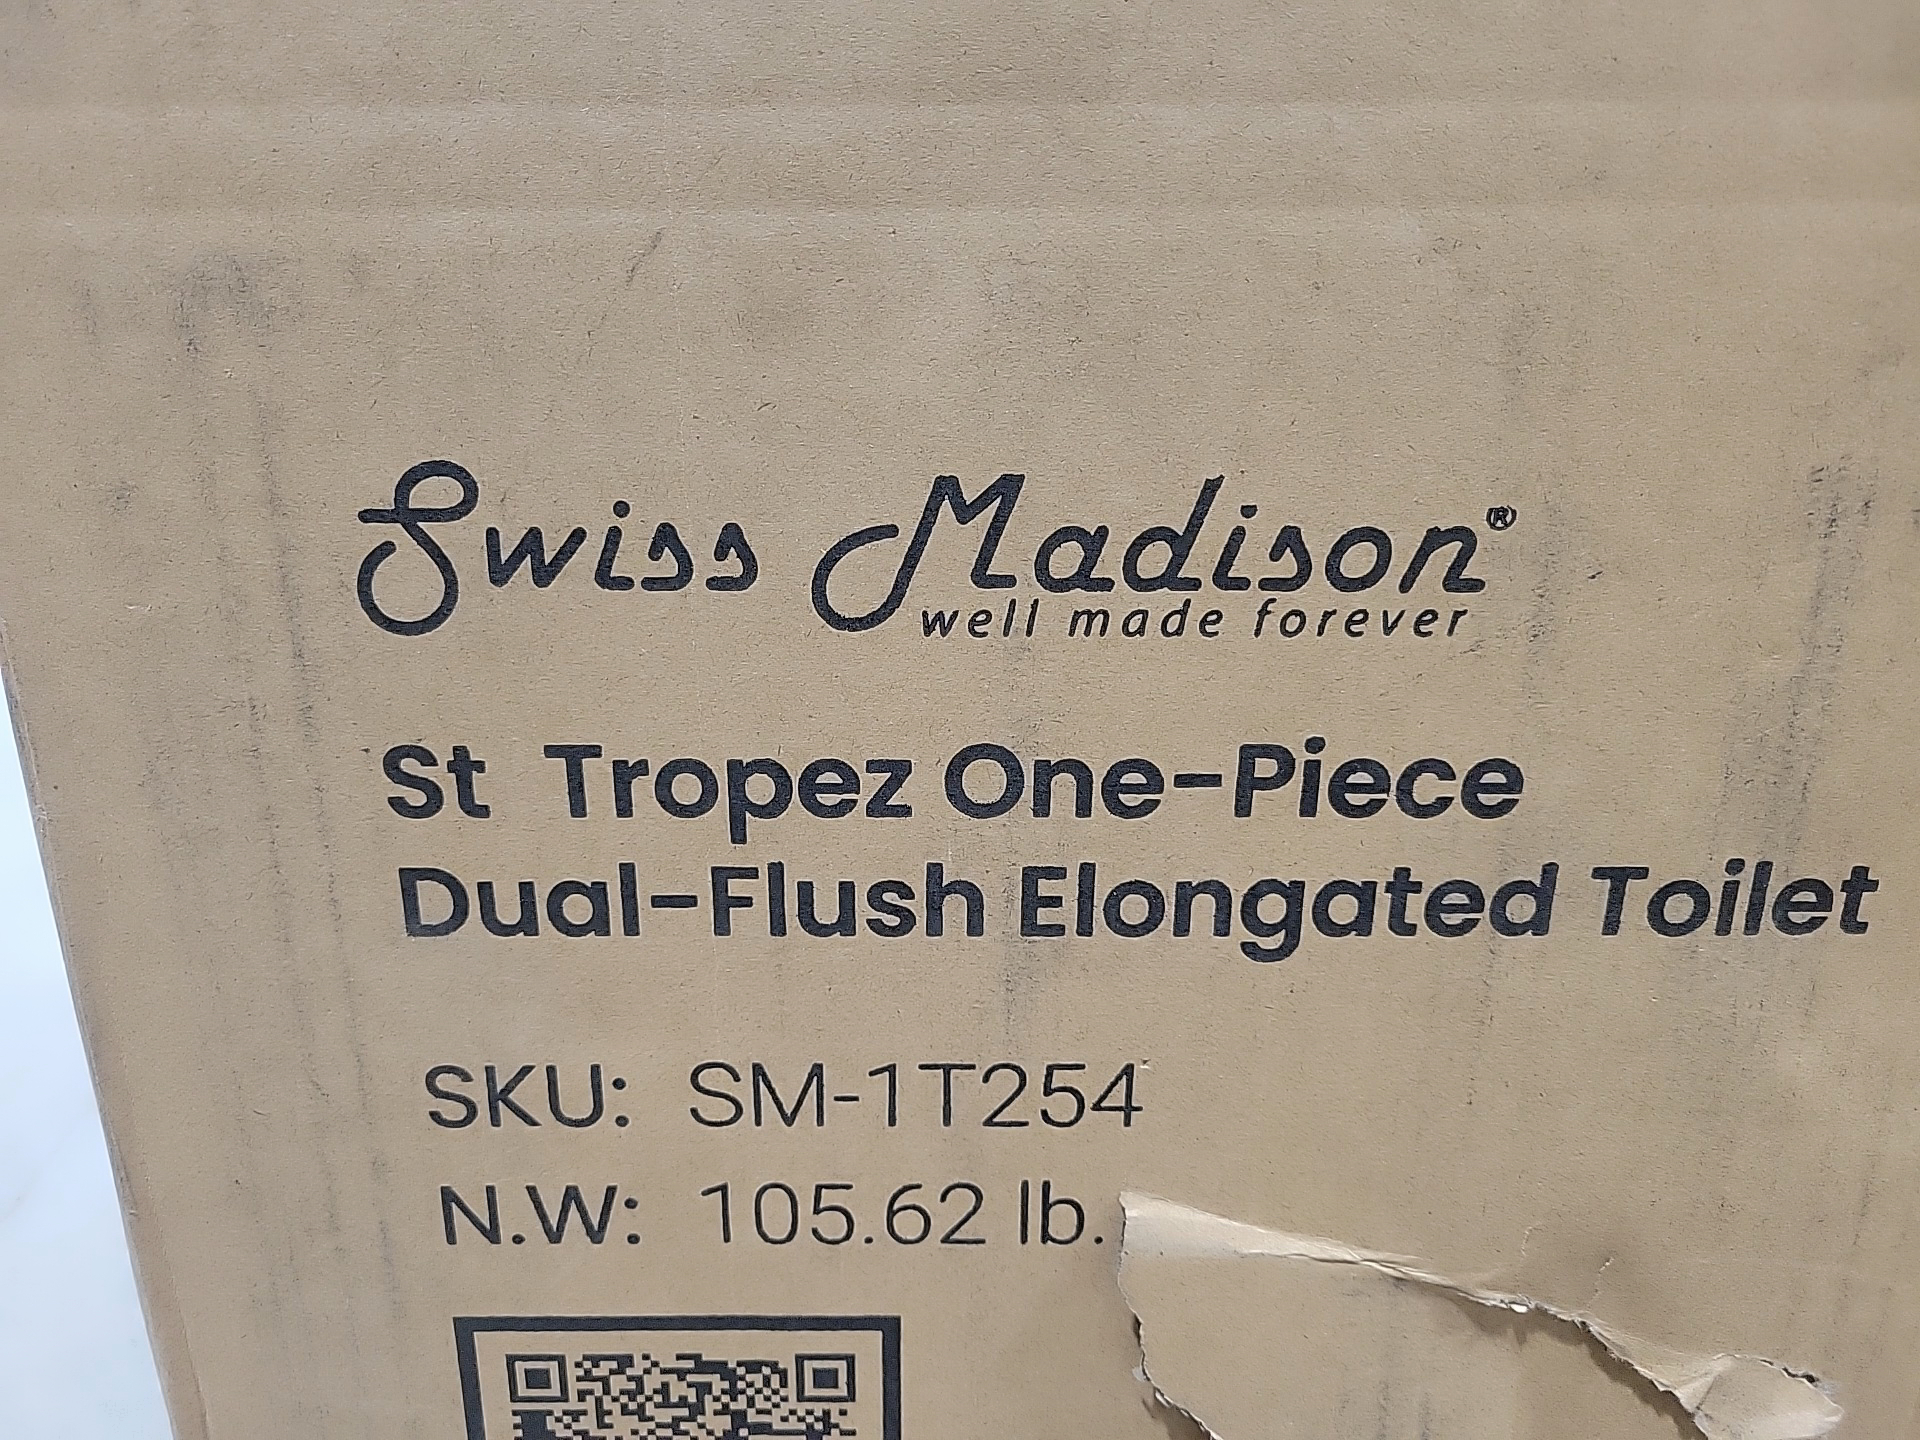 Swiss Madison®
well made forever
St Tropez One-Piece
Dual-Flush Elongated Toilet
SKU: SM-1T254
N.W: 105.62 lb.